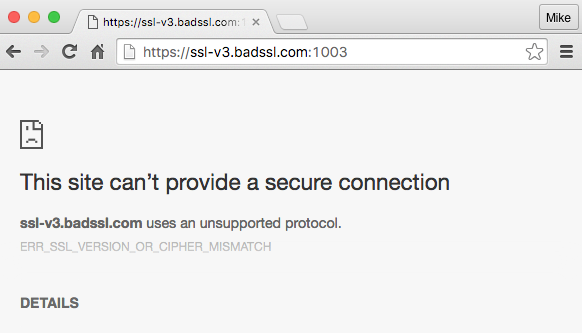 https://ssl-v3.badssl.com:1
Mike
https://ssl-v3.badssl.com:1003
This site can’t provide a secure connection
ssl-v3.badssl.com uses an unsupported protocol.
ERR_SSL_VERSION_OR_CIPHER_MISMATCH
DETAILS